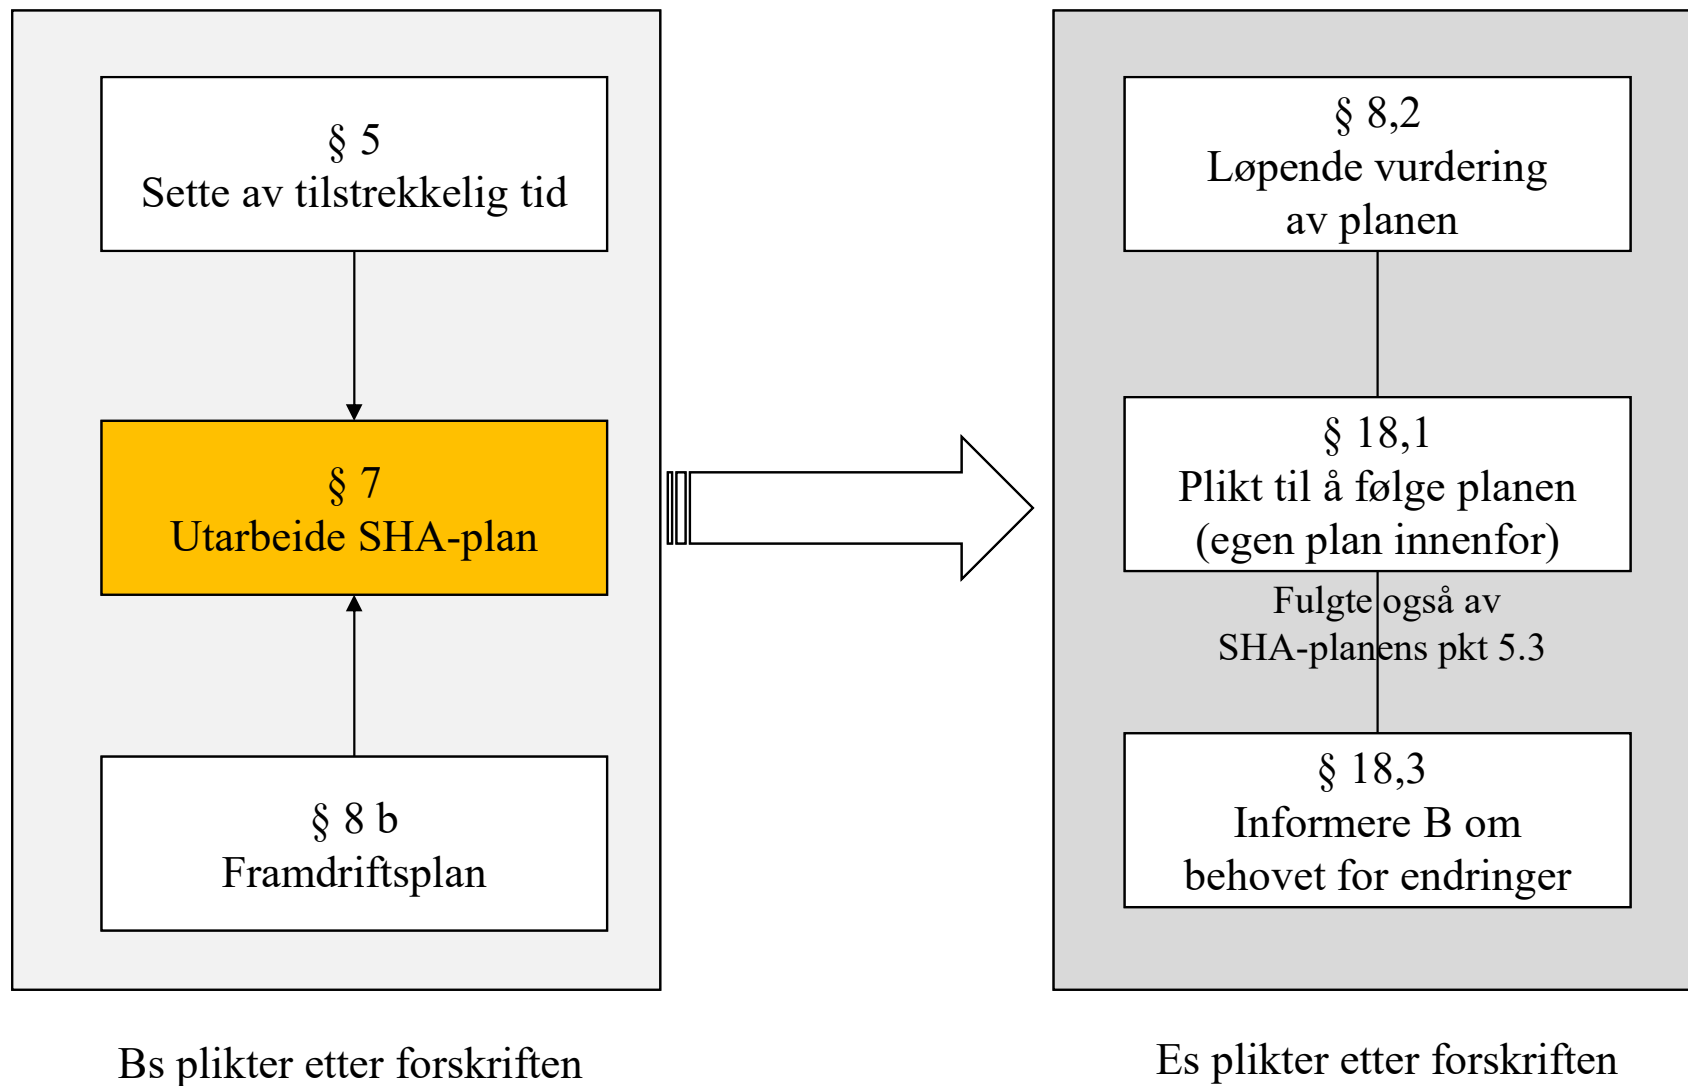 § 5
Sette av tilstrekkelig tid
§ 7
Utarbeide SHA-plan
§ 8 b
Framdriftsplan
Bs plikter etter forskriften
§ 8,2
Løpende vurdering
av planen
§ 18,1
Plikt til å følge planen
(egen plan innenfor)
Fulgte også av
SHA-planens pkt 5.3
§ 18,3
Informere B om
behovet for endringer
Es plikter etter forskriften